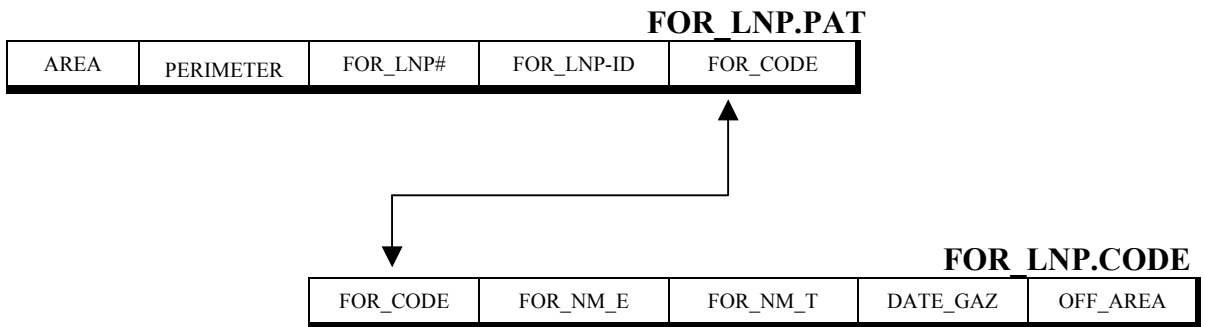 FOR_LNP.PAT
AREA PERIMETER FOR_LNP# FOR_LNP-ID FOR_CODE
FOR_LNP.CODE
FOR_CODE FOR_NM_E FOR_NM_T DATE_GAZ OFF_AREA